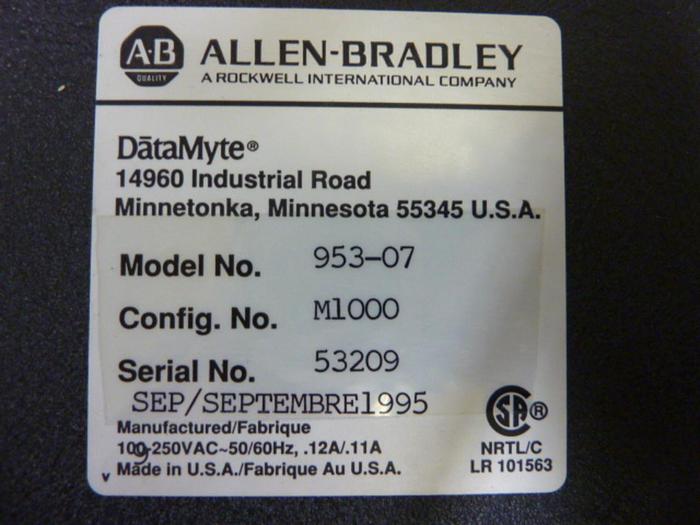 A·B
QUALITY
ALLEN-BRADLEY
A ROCKWELL INTERNATIONAL COMPANY
DātaMyte®
14960 Industrial Road
Minnetonka, Minnesota 55345 U.S.A.
Model No. 953-07
Config. No. M1000
Serial No. 53209
SEP/SEPTEMBRE1995
Manufactured/Fabrique
100-250VAC~50/60Hz, .12A/.11A
9
v Made in U.S.A./Fabrique Au U.S.A.
SA ®
NRTL/C
LR 101563